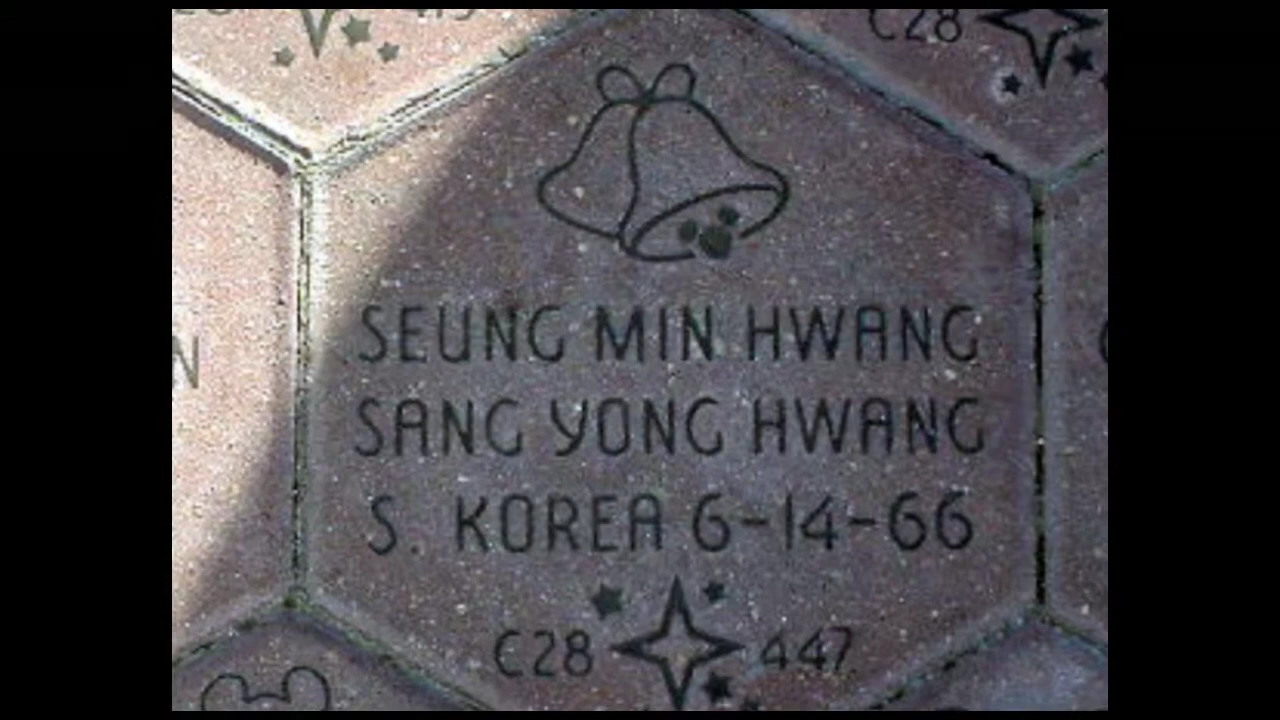 C28
N
SEUNG MIN HWANG
SANG YONG HWANG
S. KOREA 6-14-66
C28 447